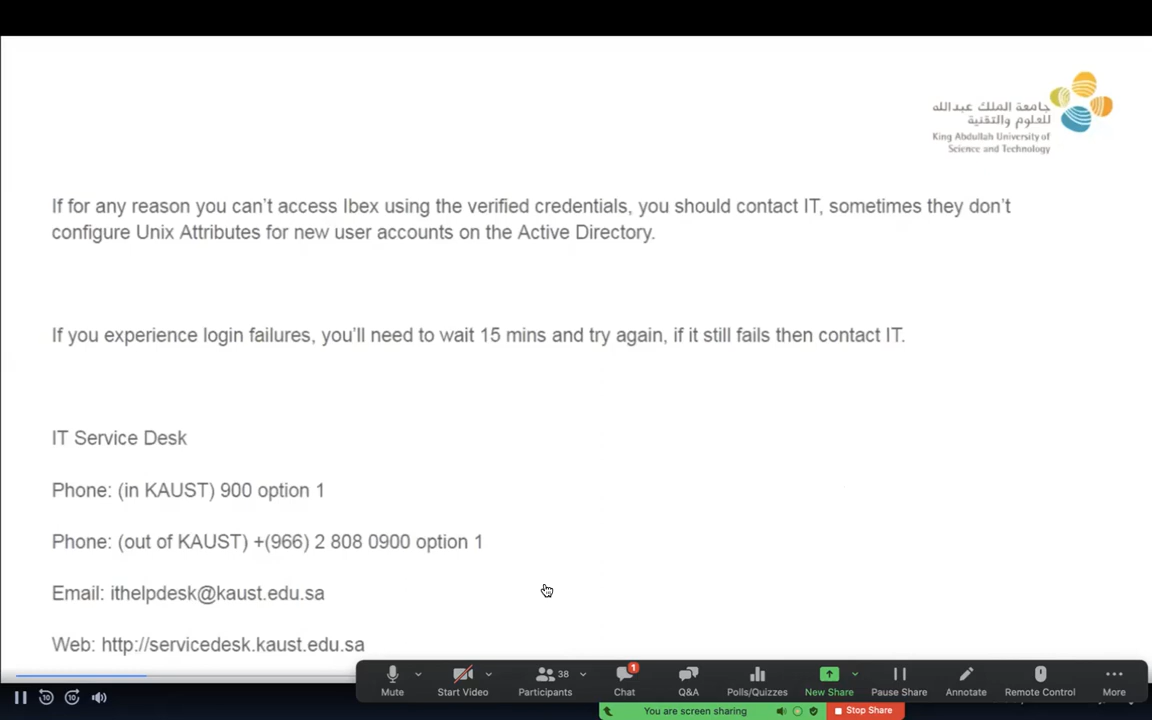 جامعة الملك عبدالله
للعلوم والتقنية
King Abdullah University of
Science and Technology
If for any reason you can't access Ibex using the verified credentials, you should contact IT, sometimes they don't
configure Unix Attributes for new user accounts on the Active Directory.
If you experience login failures, you'll need to wait 15 mins and try again, if it still fails then contact IT.
IT Service Desk
Phone: (in KAUST) 900 option 1
Phone: (out of KAUST) +(966) 2 808 0900 option 1
Email: ithelpdesk@kaust.edu.sa
Web: http://servicedesk.kaust.edu.sa
38 1
Mute Start Video Participants Chat Q&A Polls/Quizzes New Share Pause Share Annotate Remote Control More
10 10 You are screen sharing Stop Share